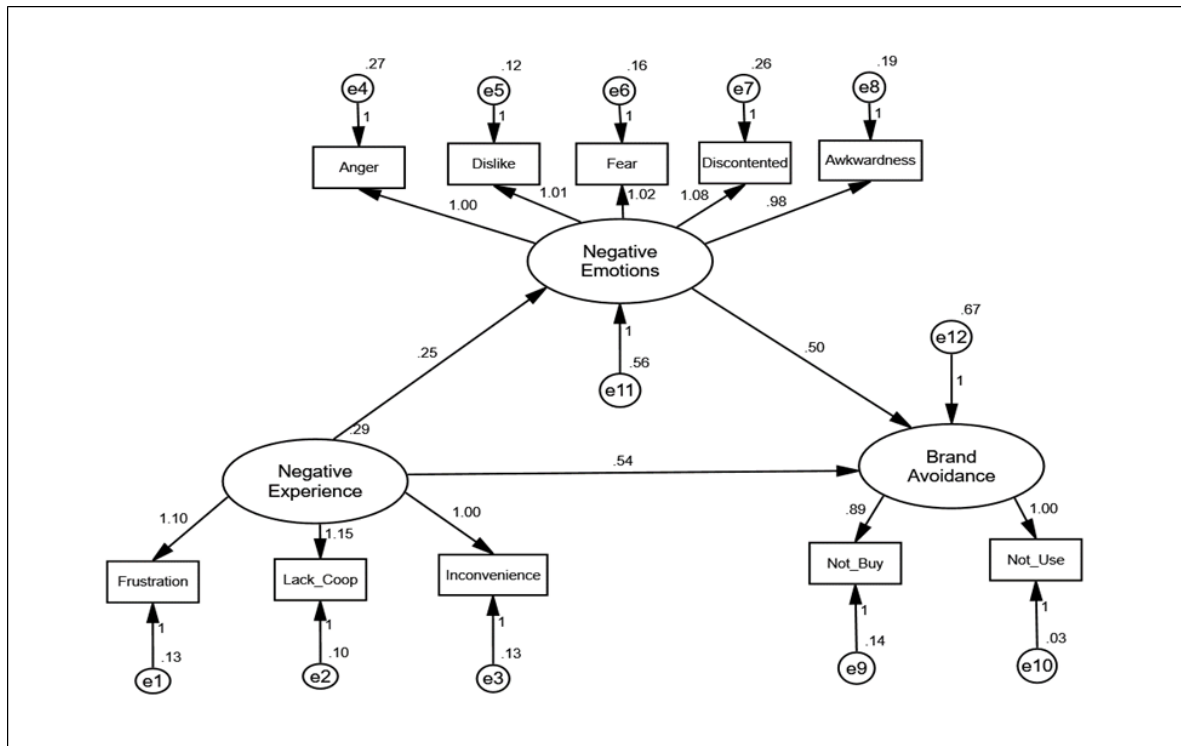 .27
.12
.16
.26
.19
e4
e5
e6
e7
e8
1
1
1
1
1
Anger
Dislike
Fear
Discontented
Awkwardness
1.00
1.01
1.02
1.08
.98
Negative
Emotions
.67
e12
1
.25
1
.56
e11
.50
1
.29
Negative
Experience
.54
Brand
Avoidance
1.10
1.15
1.00
.89
1.00
Frustration
Lack_Coop
Inconvenience
Not_Buy
Not_Use
1
1
1
1
1
.13
.10
.13
.14
.03
e1
e2
e3
e9
e10